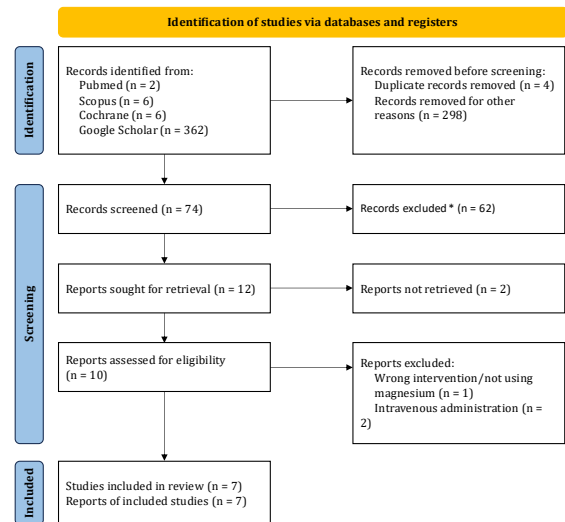 Identification of studies via databases and registers
Identification
Records identified from:
Pubmed (n = 2)
Scopus (n = 6)
Cochrane (n = 6)
Google Scholar (n = 362)
Records removed before screening:
Duplicate records removed (n = 4)
Records removed for other
reasons (n = 298)
Screening
Records screened (n = 74)
Records excluded * (n = 62)
Reports sought for retrieval (n = 12)
Reports not retrieved (n = 2)
Reports assessed for eligibility
(n = 10)
Reports excluded:
Wrong intervention/not using
magnesium (n = 1)
Intravenous administration (n =
2)
Included
Studies included in review (n = 7)
Reports of included studies (n = 7)